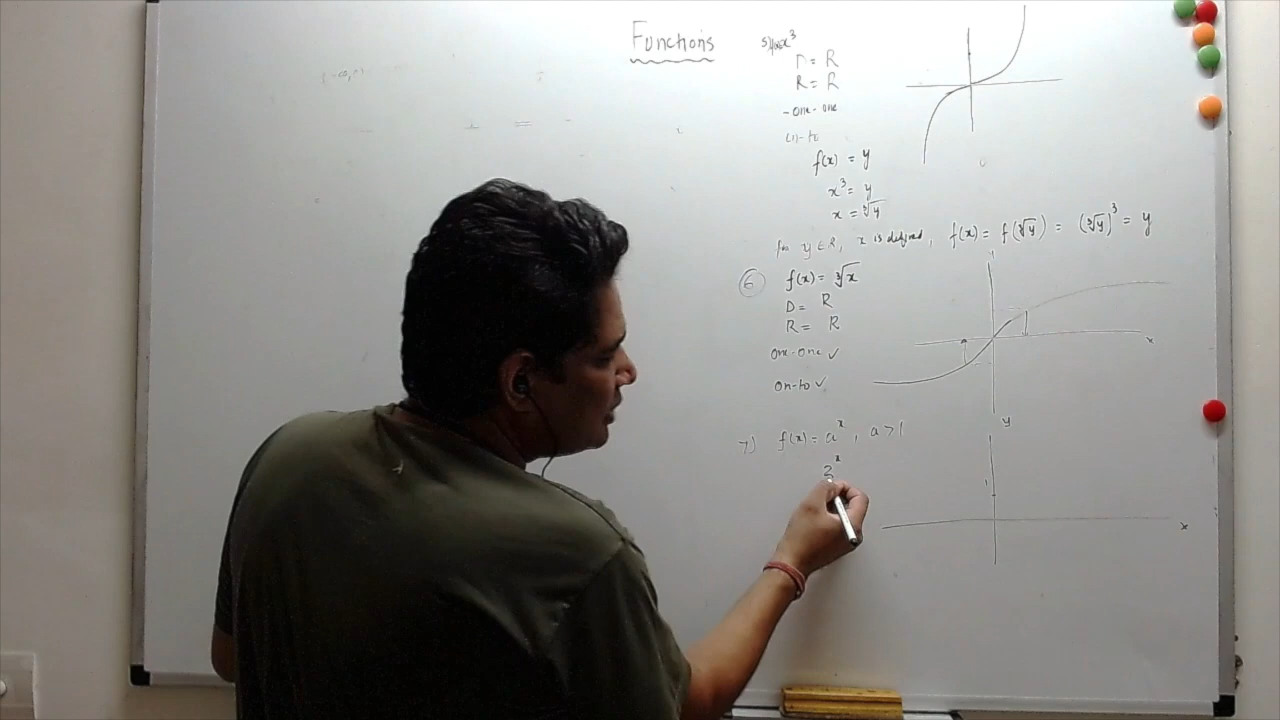 Functions
5) f(x)=x³
D = R
R = R
- one-one
on-to
f(x) = y
x³ = y
x = ∛y
for y ∈ R, x is defined, f(x) = f(∛y) = (∛y)³ = y
⑥ f(x) = ∛x
D = R
R = R
one-one ✓
on-to ✓
x
y
7) f(x) = aˣ, a > 1
2ˣ
1
x